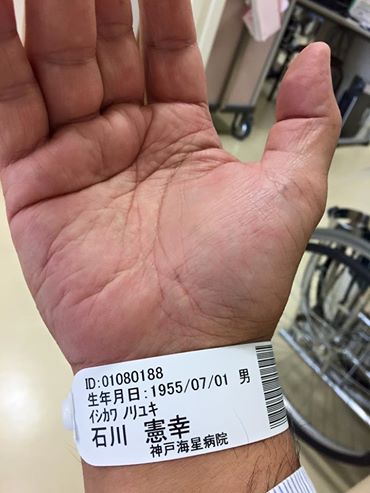 ID:01080188
生年月日:1955/07/01 男
ｲｼｶﾜ ﾉﾘﾕｷ
石川 憲幸
神戸海星病院